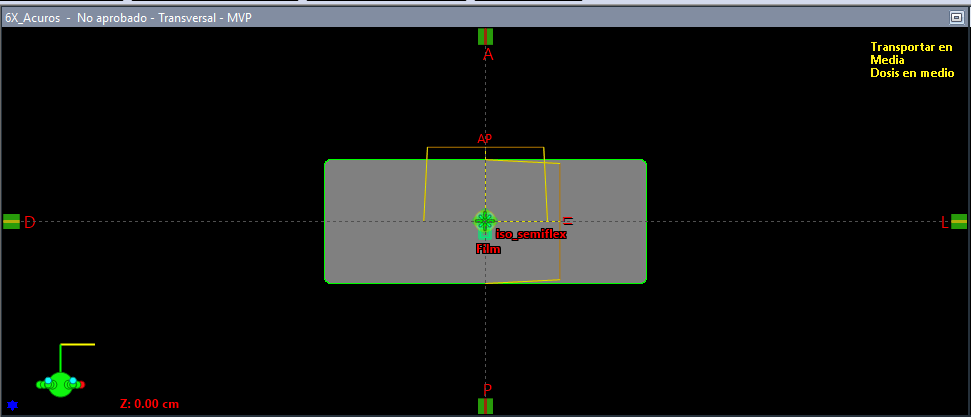 6X_Acuros - No aprobado - Transversal - MVP
Transportar en
Media
Dosis en medio
A
AP
D
L
iso_semiflex
Film
P
Z: 0.00 cm